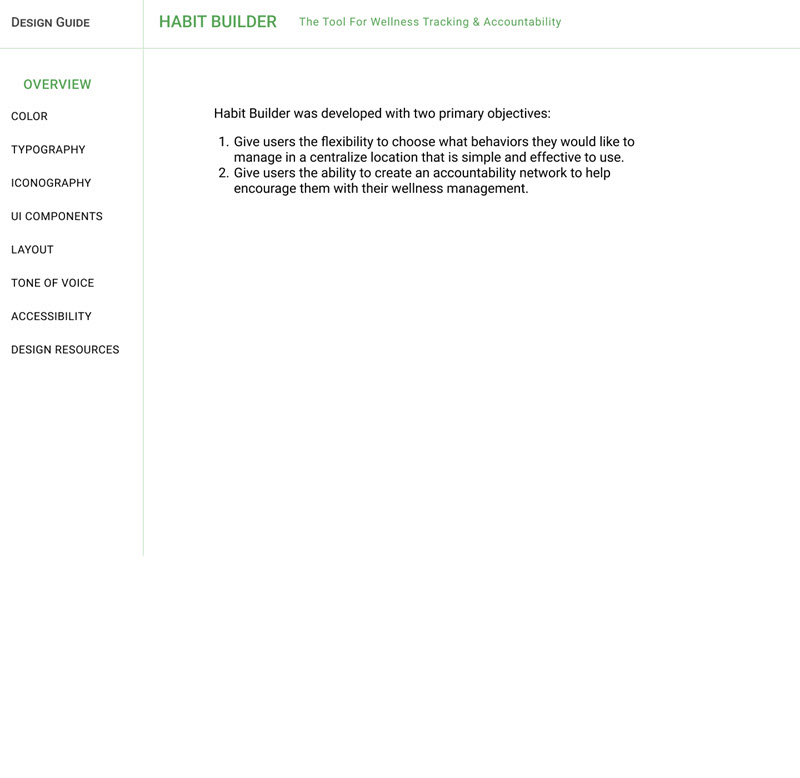 DESIGN GUIDE
HABIT BUILDER The Tool For Wellness Tracking & Accountability
OVERVIEW
COLOR
TYPOGRAPHY
ICONOGRAPHY
UI COMPONENTS
LAYOUT
TONE OF VOICE
ACCESSIBILITY
DESIGN RESOURCES
Habit Builder was developed with two primary objectives:
1. Give users the flexibility to choose what behaviors they would like to
manage in a centralize location that is simple and effective to use.
2. Give users the ability to create an accountability network to help
encourage them with their wellness management.